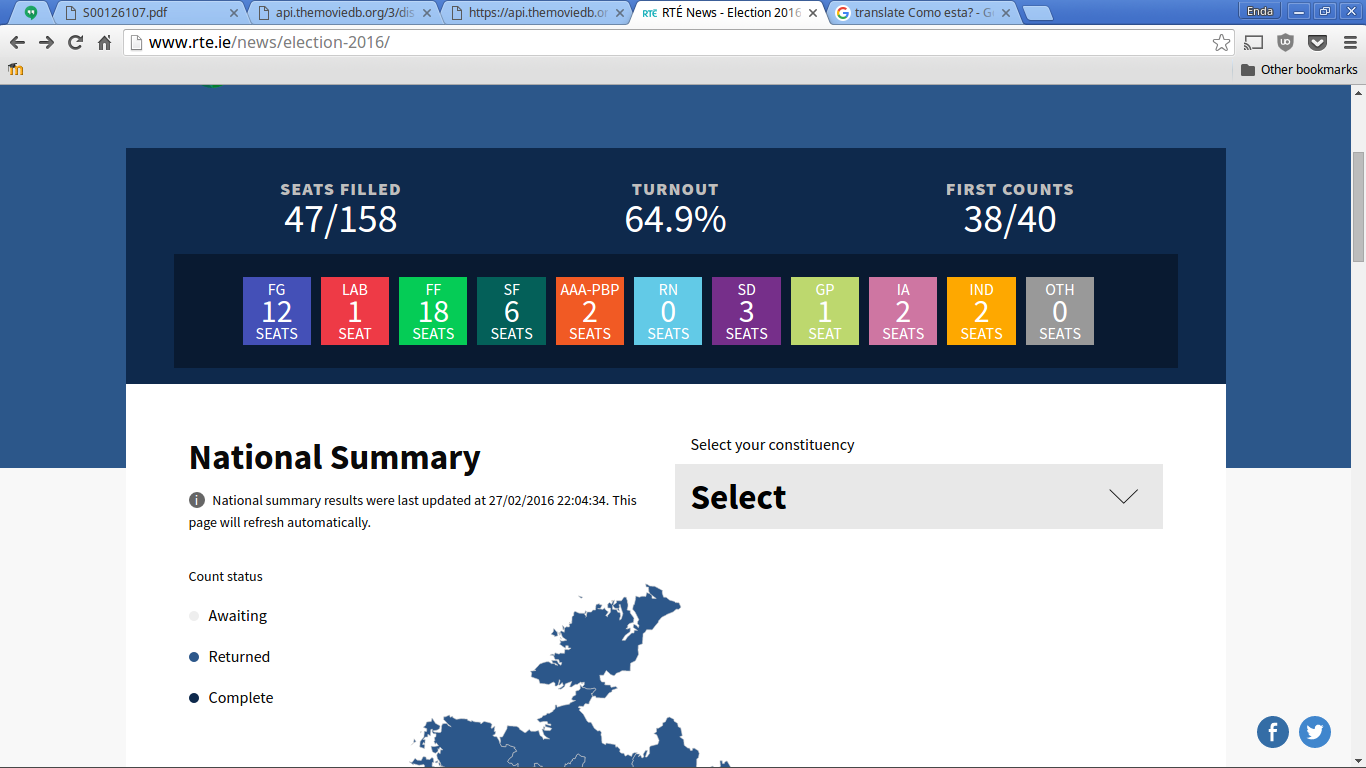 S00126107.pdf
api.themoviedb.org/3/dis
https://api.themoviedb.or
RTÉ RTÉ News - Election 2016
translate Como esta? - G
Enda
www.rte.ie/news/election-2016/
Other bookmarks
SEATS FILLED
47/158
TURNOUT
64.9%
FIRST COUNTS
38/40
FG
12
SEATS
LAB
1
SEAT
FF
18
SEATS
SF
6
SEATS
AAA-PBP
2
SEATS
RN
0
SEATS
SD
3
SEATS
GP
1
SEAT
IA
2
SEATS
IND
2
SEATS
OTH
0
SEATS
National Summary
National summary results were last updated at 27/02/2016 22:04:34. This
page will refresh automatically.
Select your constituency
Select
Count status
Awaiting
Returned
Complete